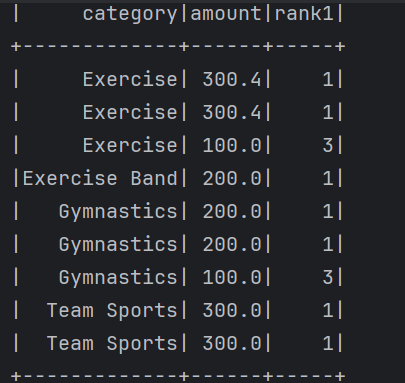 |     category|amount|rank1|
+-------------+------+-----+
|     Exercise| 300.4|    1|
|     Exercise| 300.4|    1|
|     Exercise| 100.0|    3|
|Exercise Band| 200.0|    1|
|   Gymnastics| 200.0|    1|
|   Gymnastics| 200.0|    1|
|   Gymnastics| 100.0|    3|
|  Team Sports| 300.0|    1|
|  Team Sports| 300.0|    1|
+-------------+------+-----+